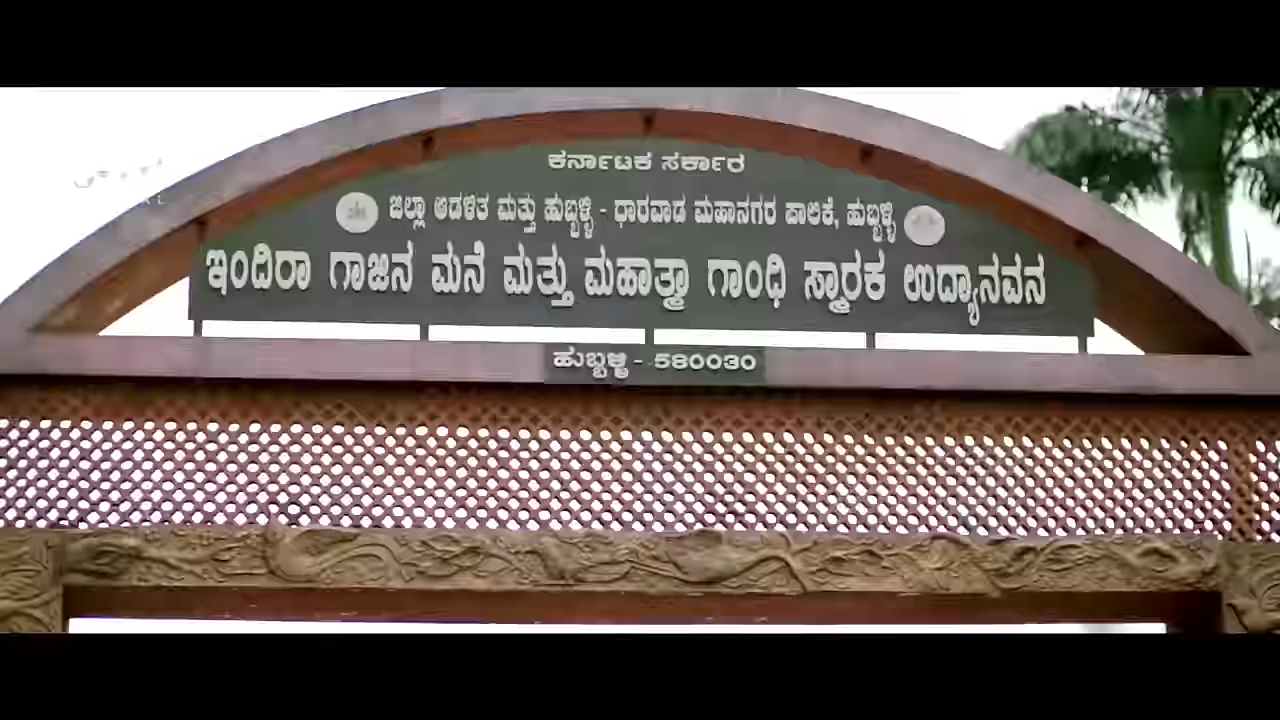 ಕರ್ನಾಟಕ ಸರ್ಕಾರ
ಜಿಲ್ಲಾ ಆಡಳಿತ ಮತ್ತು ಹುಬ್ಬಳ್ಳಿ - ಧಾರವಾಡ ಮಹಾನಗರ ಪಾಲಿಕೆ, ಹುಬ್ಬಳ್ಳಿ
ಇಂದಿರಾ ಗಾಜಿನ ಮನೆ ಮತ್ತು ಮಹಾತ್ಮಾ ಗಾಂಧಿ ಸ್ಮಾರಕ ಉದ್ಯಾನವನ
ಹುಬ್ಬಳ್ಳಿ - 580030